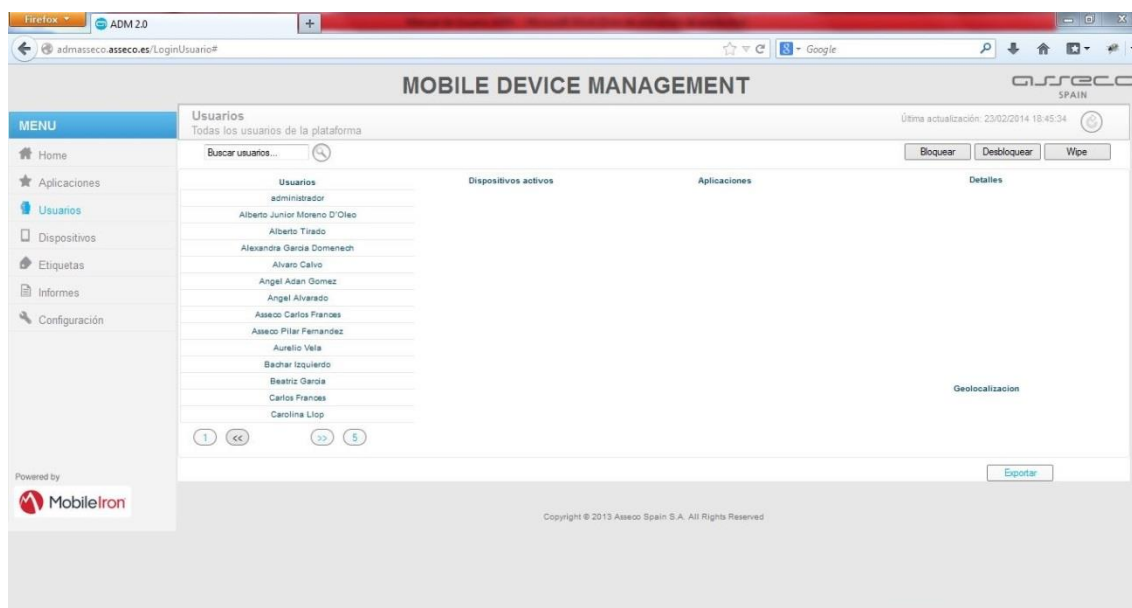 Firefox
ADM 2.0
admasseco.asseco.es/LoginUsuario#
Google
MOBILE DEVICE MANAGEMENT
asseco
SPAIN
MENU
Home
Aplicaciones
Usuarios
Dispositivos
Etiquetas
Informes
Configuración
Powered by
MobileIron
Usuarios
Todas los usuarios de la plataforma
Última actualización: 23/02/2014 18:45:34
Buscar usuarios...
Bloquear Desbloquear Wipe
Usuarios Dispositivos activos Aplicaciones Detalles
administrador
Alberto Junior Moreno D'Oleo
Alberto Tirado
Alexandra Garcia Domenech
Alvaro Calvo
Angel Adan Gomez
Angel Alvarado
Asseco Carlos Frances
Asseco Pilar Fernandez
Aurelio Vela
Bachar Izquierdo
Beatriz Garcia
Carlos Frances
Carolina Llop
Geolocalizacion
1 << >> 5
Exportar
Copyright © 2013 Asseco Spain S.A. All Rights Reserved